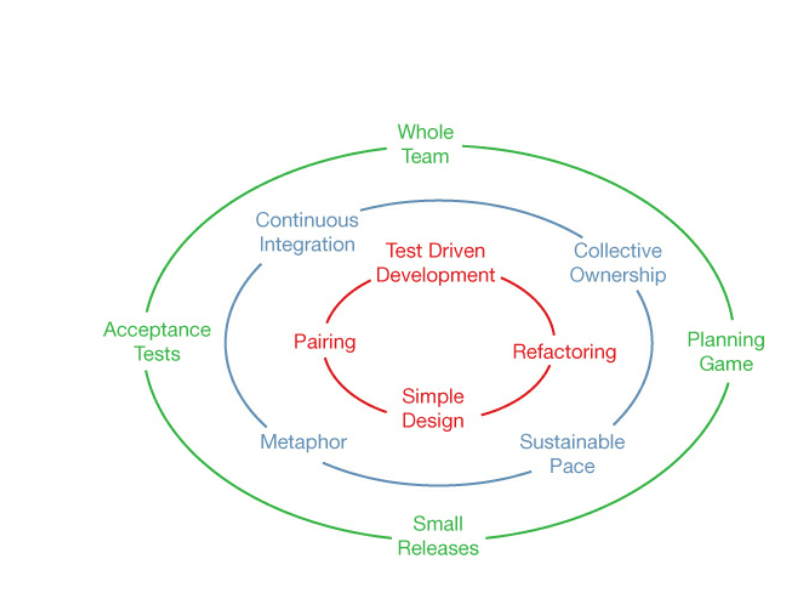 Whole
Team
Continuous
Integration
Test Driven
Development
Collective
Ownership
Acceptance
Tests
Pairing
Refactoring
Planning
Game
Simple
Design
Metaphor
Sustainable
Pace
Small
Releases